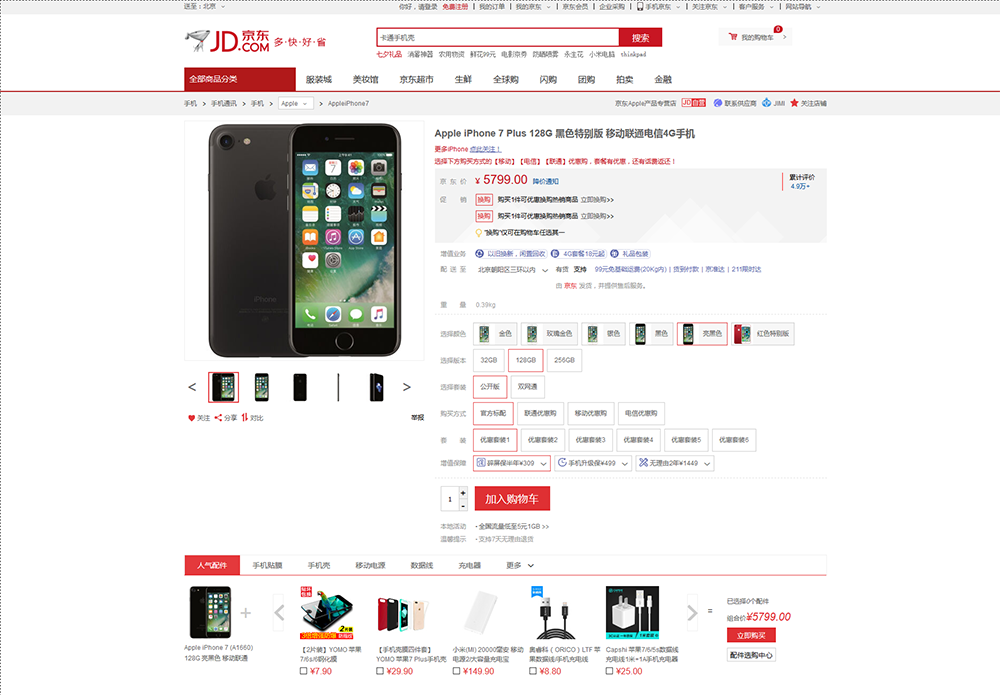 送至：北京
你好，请登录 免费注册 | 我的订单 | 我的京东 | 京东会员 | 企业采购 | 手机京东 | 关注京东 | 客户服务 | 网站导航
JD.COM 京东
多·快·好·省
卡通手机壳 搜索
0
我的购物车
七夕礼品 消暑神器 农用物资 鲜花99元 电影票券 防晒喷雾 永生花 小米电脑 thinkpad
全部商品分类 服装城 美妆馆 京东超市 生鲜 全球购 闪购 团购 拍卖 金融
手机 > 手机通讯 > 手机 > Apple > AppleiPhone7
京东Apple产品专营店 JD自营 联系供应商 JIMI 关注店铺
Apple iPhone 7 Plus 128G 黑色特别版 移动联通电信4G手机
更多iPhone 点此关注！
选择下方购买方式的【移动】【电信】【联通】优惠购，套餐有优惠，还有话费返还！
京东价 ¥ 5799.00 降价通知
累计评价
4.9万+
促销 换购 购买1件可优惠换购热销商品 立即换购>>
换购 购买1件可优惠换购热销商品 立即换购>>
"换购"仅可在购物车任选其一
增值业务 以旧换新，闲置回收 4G套餐18元起 礼品包装
配送至 北京朝阳区三环以内 有货 支持 99元免基础运费(20Kg内) | 货到付款 | 京准达 | 211限时达
由 京东 发货，并提供售后服务。
重量 0.39kg
选择颜色 金色 玫瑰金色 银色 黑色 亮黑色 红色特别版
选择版本 32GB 128GB 256GB
选择套装 公开版 双网通
购买方式 官方标配 联通优惠购 移动优惠购 电信优惠购
套装 优惠套装1 优惠套装2 优惠套装3 优惠套装4 优惠套装5 优惠套装6
增值保障 碎屏保半年¥309 手机升级保¥499 无理由2年¥1449
关注 分享 对比 举报
1 + - 加入购物车
本地活动 ·全国流量低至5元1GB >>
温馨提示 ·支持7天无理由退货
人气配件 手机贴膜 手机壳 移动电源 数据线 充电器 更多
Apple iPhone 7 (A1660)
128G 亮黑色 移动联通
【2片装】YOMO 苹果
7/6s/6钢化膜
¥7.90
【手机壳膜四件套】
YOMO 苹果7 Plus手机壳
¥29.90
小米(MI) 20000毫安 移动
电源2/大容量充电宝
¥149.90
奥睿科（ORICO）LTF 苹
果数据线/手机充电线
¥8.80
Capshi 苹果7/6/5s数据线
充电线1米+1A手机充电器
¥25.00
=
已选择0个配件
组合价¥5799.00
立即购买
配件选购中心